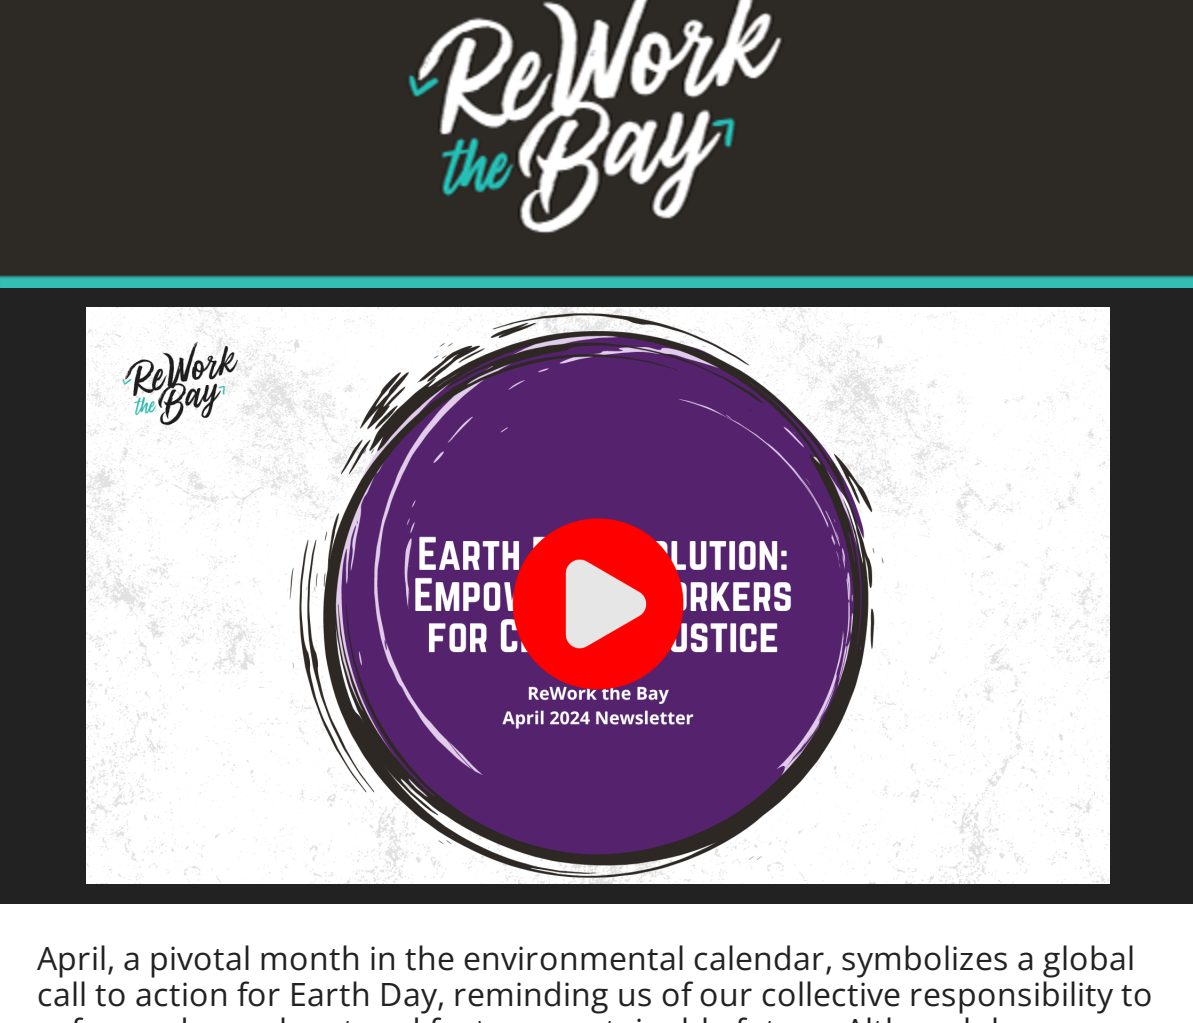 ReWork
the Bay
ReWork
the Bay
Earth
lution:
Empow
rkers
for C
ustice
ReWork the Bay
April 2024 Newsletter
April, a pivotal month in the environmental calendar, symbolizes a global
call to action for Earth Day, reminding us of our collective responsibility to